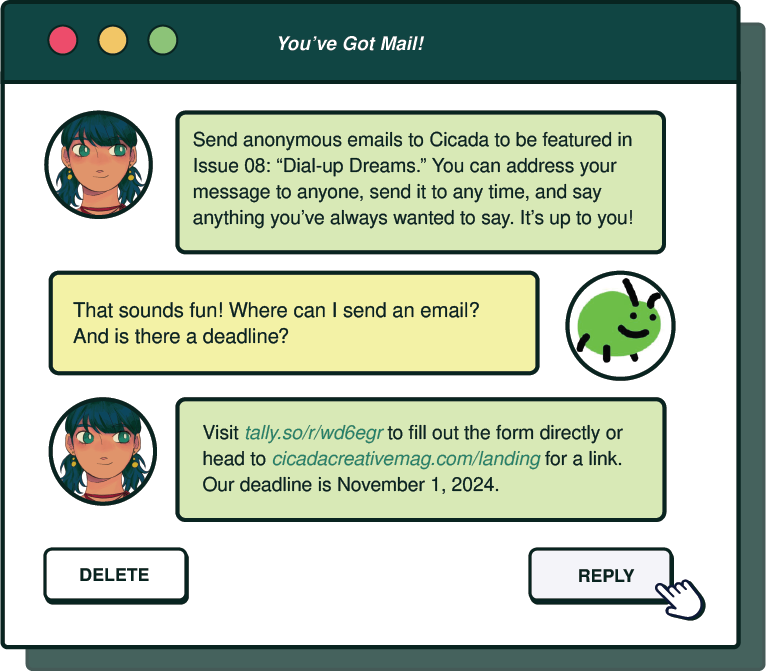 You've Got Mail!
Send anonymous emails to Cicada to be featured in
Issue 08: “Dial-up Dreams.” You can address your
message to anyone, send it to any time, and say
anything you've always wanted to say. It's up to you!
That sounds fun! Where can I send an email?
And is there a deadline?
Visit tally.so/r/wd6egr to fill out the form directly or
head to cicadacreativemag.com/landing for a link.
Our deadline is November 1, 2024.
DELETE
REPLY